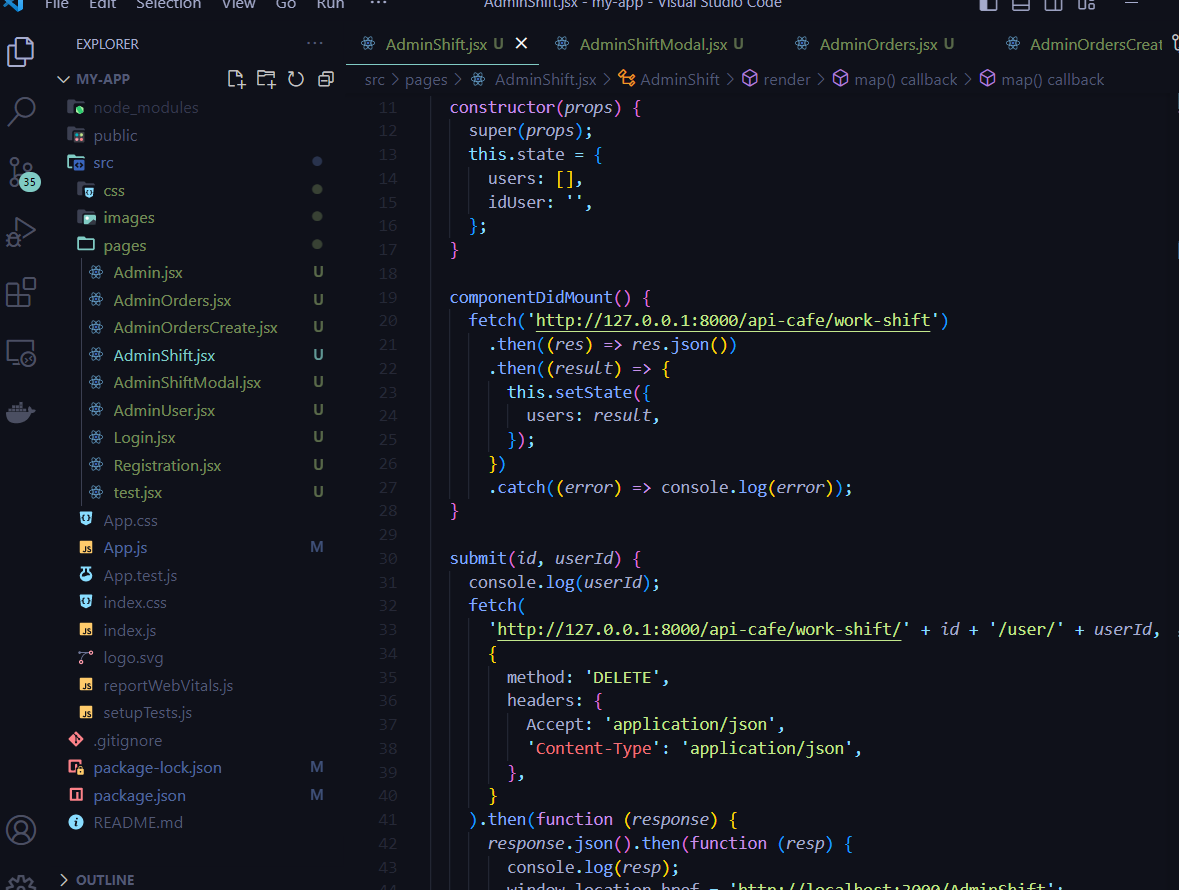 File Edit Selection View Go Run ···
AdminShift.jsx - my-app - Visual Studio Code
EXPLORER ···
AdminShift.jsx U
AdminShiftModal.jsx U
AdminOrders.jsx U
AdminOrdersCreat
MY-APP
src > pages > AdminShift.jsx > AdminShift > render > map() callback > map() callback
35
node_modules
public
src
css
images
pages
Admin.jsx U
AdminOrders.jsx U
AdminOrdersCreate.jsx U
AdminShift.jsx U
AdminShiftModal.jsx U
AdminUser.jsx U
Login.jsx U
Registration.jsx U
test.jsx U
App.css
App.js M
App.test.js
index.css
index.js
logo.svg
reportWebVitals.js
setupTests.js
.gitignore
package-lock.json M
package.json M
README.md
OUTLINE
11 constructor(props) {
12 super(props);
13 this.state = {
14 users: [],
15 idUser: '',
16 };
17 }
18
19 componentDidMount() {
20 fetch('http://127.0.0.1:8000/api-cafe/work-shift')
21 .then((res) => res.json())
22 .then((result) => {
23 this.setState({
24 users: result,
25 });
26 })
27 .catch((error) => console.log(error));
28 }
29
30 submit(id, userId) {
31 console.log(userId);
32 fetch(
33 'http://127.0.0.1:8000/api-cafe/work-shift/' + id + '/user/' + userId,
34 {
35 method: 'DELETE',
36 headers: {
37 Accept: 'application/json',
38 'Content-Type': 'application/json',
39 },
40 }
41 ).then(function (response) {
42 response.json().then(function (resp) {
43 console.log(resp);
44 window.location.href = 'http://localhost:3000/AdminShift';